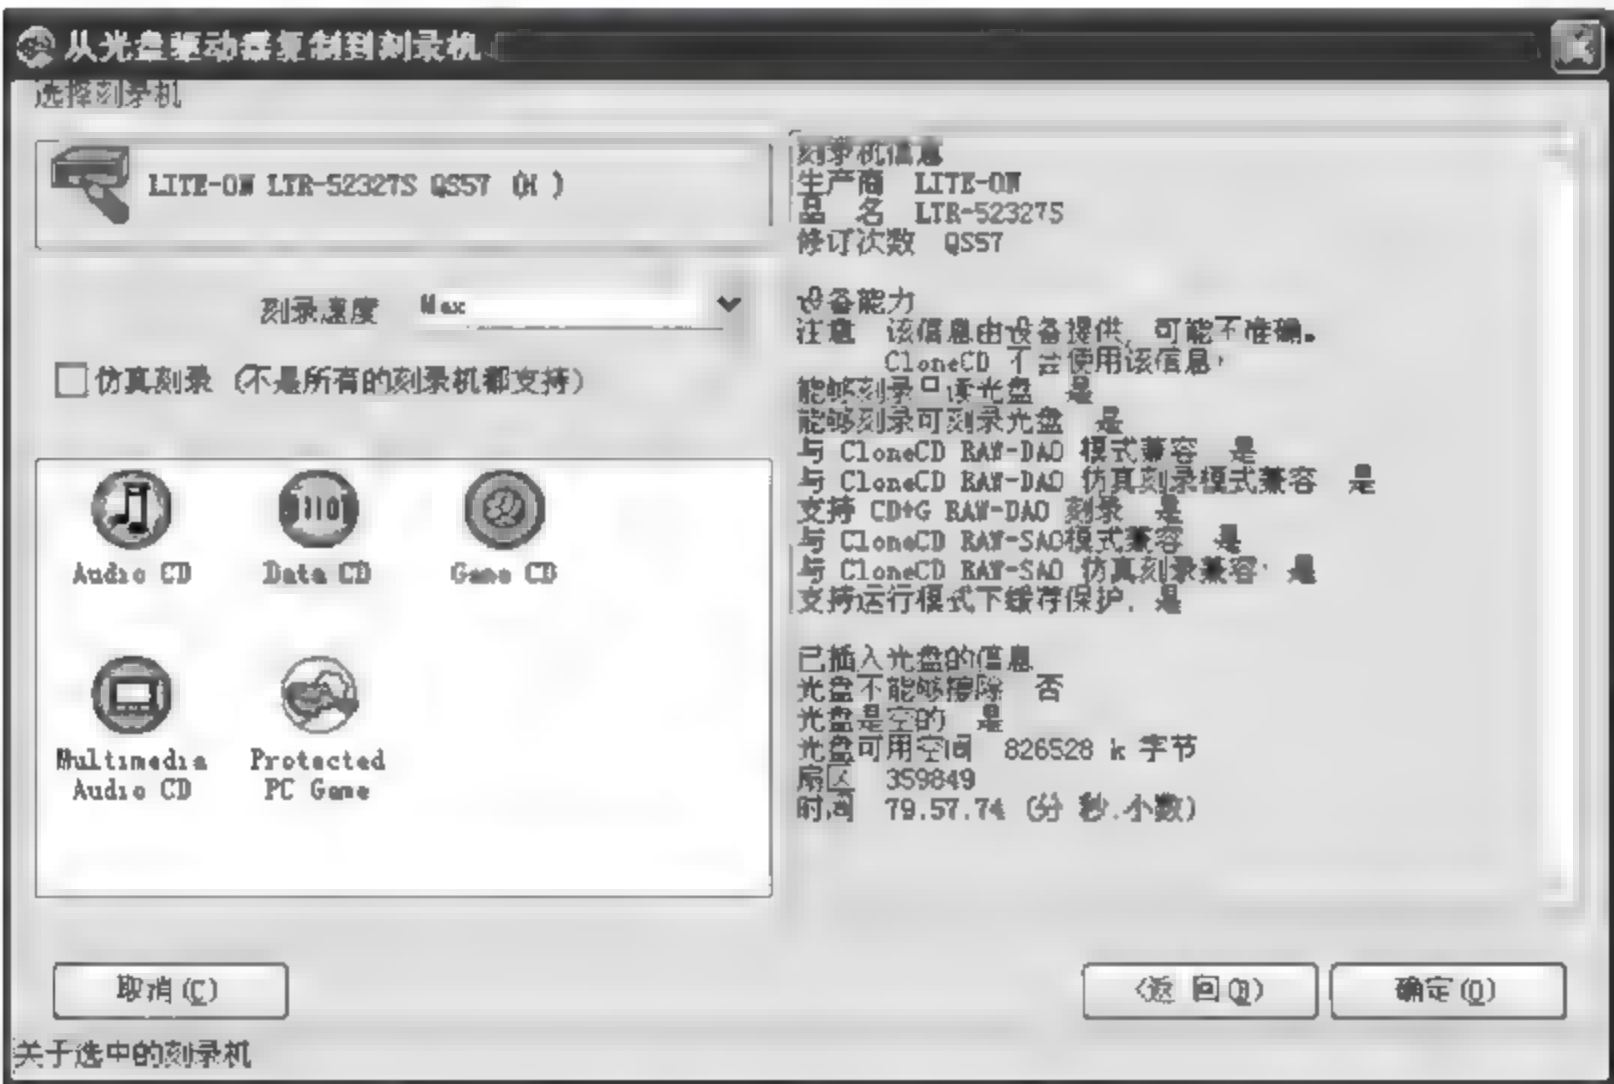 从光盘驱动器复制到刻录机
选择刻录机
LITE-ON LTR-52327S QS57 (H )
刻录速度 Max
仿真刻录 (不是所有的刻录机都支持)
Audio CD
Data CD
Game CD
Multimedia
Audio CD
Protected
PC Game
刻录机信息
生产商 LITE-ON
品 名 LTR-52327S
修订次数 QS57
设备能力
注意 该信息由设备提供, 可能不准确。
CloneCD 不会使用该信息
能够刻录只读光盘 是
能够刻录可刻录光盘 是
与 CloneCD RAW-DAO 模式兼容 是
与 CloneCD RAW-DAO 仿真刻录模式兼容 是
支持 CD+G RAW-DAO 刻录 是
与 CloneCD RAW-SAO模式兼容 是
与 CloneCD RAW-SAO 仿真刻录兼容: 是
支持运行模式下缓存保护. 是
已插入光盘的信息
光盘不能够擦除 否
光盘是空的 是
光盘可用空间 826528 k 字节
扇区 359849
时间 79.57.74 (分 秒.小数)
取消(C)
<返 回(B)
确定(O)
关于选中的刻录机